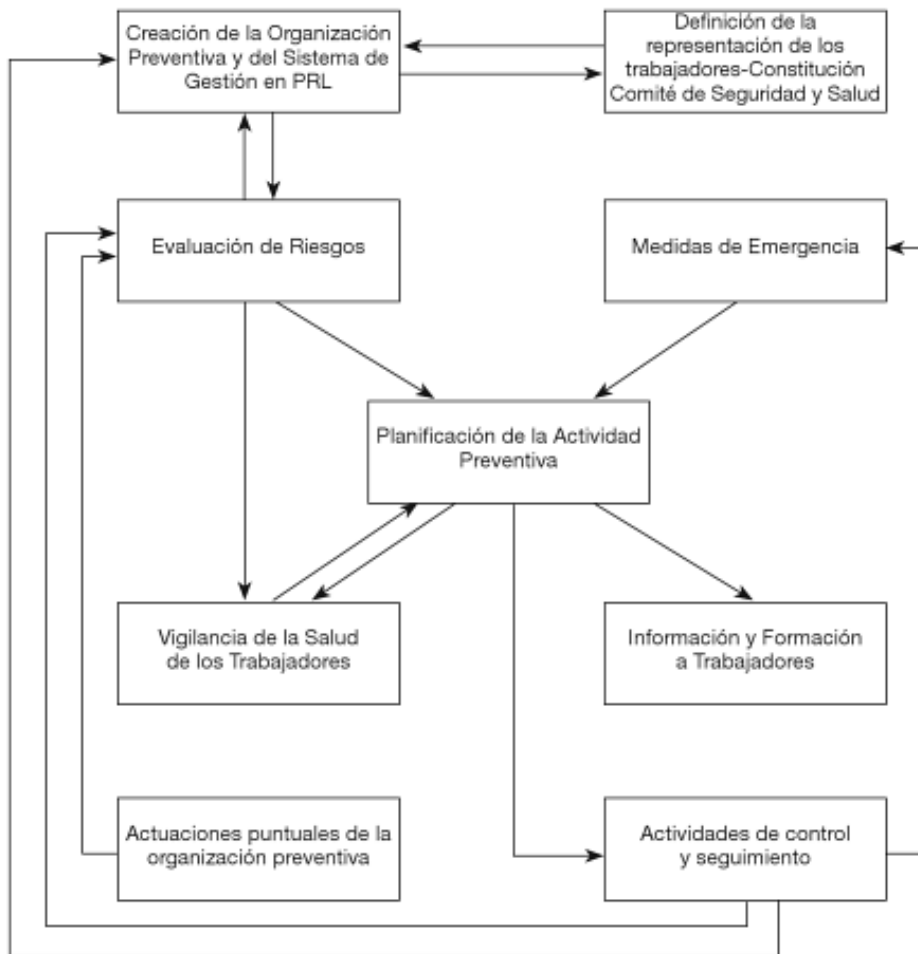 Creación de la Organización
Preventiva y del Sistema de
Gestión en PRL
Definición de la
representación de los
trabajadores-Constitución
Comité de Seguridad y Salud
Evaluación de Riesgos
Medidas de Emergencia
Planificación de la Actividad
Preventiva
Vigilancia de la Salud
de los Trabajadores
Información y Formación
a Trabajadores
Actuaciones puntuales de la
organización preventiva
Actividades de control
y seguimiento